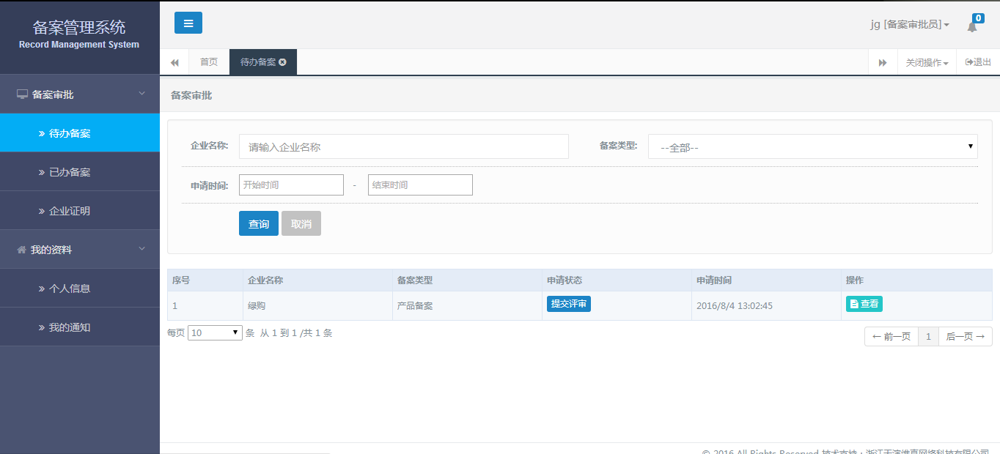 备案管理系统
Record Management System
jg [备案审批员]
0
首页
待办备案
关闭操作
退出
备案审批
待办备案
已办备案
企业证明
我的资料
个人信息
我的通知
备案审批
企业名称:
请输入企业名称
备案类型:
--全部--
申请时间:
开始时间
-
结束时间
查询
取消
序号 企业名称 备案类型 申请状态 申请时间 操作
1 绿购 产品备案 提交评审 2016/8/4 13:02:45 查看
每页 10 条 从 1 到 1 /共 1 条
← 前一页 1 后一页 →
© 2016 All Rights Reserved 技术支持：浙江天演维真网络科技有限公司